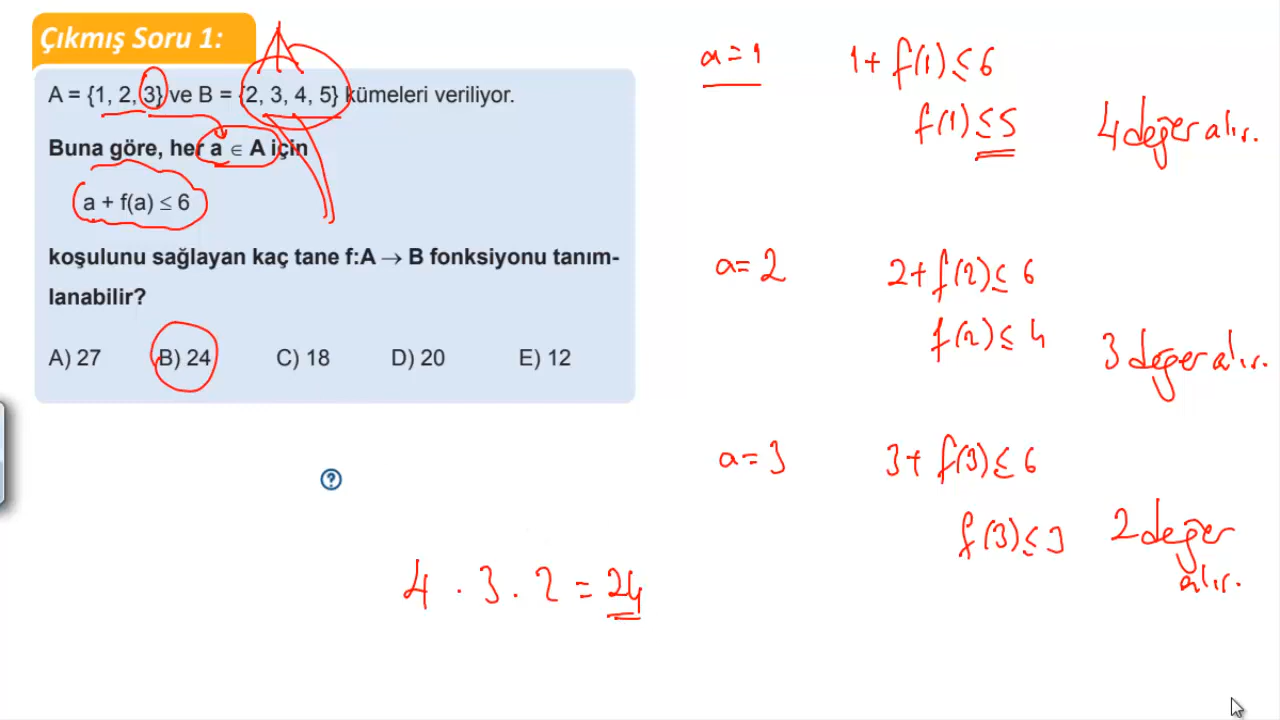 Çıkmış Soru 1:
A = {1, 2, 3} ve B = {2, 3, 4, 5} kümeleri veriliyor.
Buna göre, her a ∈ A için
a + f(a) ≤ 6
koşulunu sağlayan kaç tane f:A → B fonksiyonu tanım-
lanabilir?
A) 27 B) 24 C) 18 D) 20 E) 12
a = 1 1 + f(1) ≤ 6
f(1) ≤ 5 4 değer alır.
a = 2 2 + f(2) ≤ 6
f(2) ≤ 4 3 değer alır.
a = 3 3 + f(3) ≤ 6
f(3) ≤ 3 2 değer
alır.
4 . 3 . 2 = 24
?